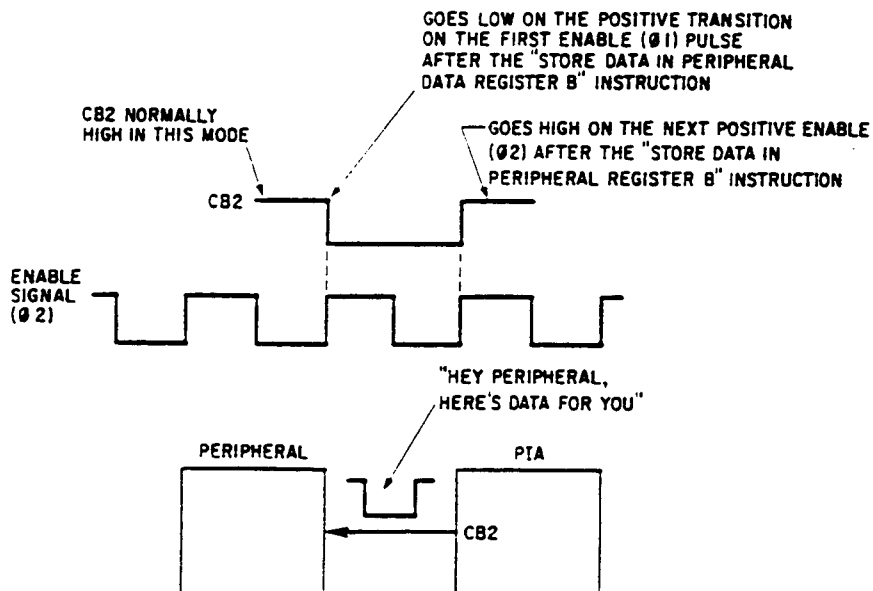 GOES LOW ON THE POSITIVE TRANSITION
ON THE FIRST ENABLE (Ø1) PULSE
AFTER THE "STORE DATA IN PERIPHERAL
DATA REGISTER B" INSTRUCTION
CB2 NORMALLY
HIGH IN THIS MODE
GOES HIGH ON THE NEXT POSITIVE ENABLE
(Ø2) AFTER THE "STORE DATA IN
PERIPHERAL REGISTER B" INSTRUCTION
CB2
ENABLE
SIGNAL
(Ø2)
"HEY PERIPHERAL,
HERE'S DATA FOR YOU"
PERIPHERAL
PIA
CB2